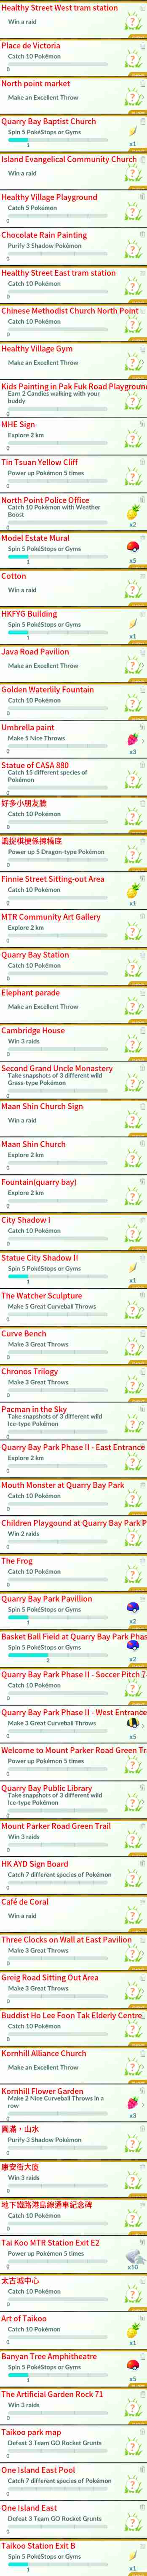 Healthy Street West tram station
Win a raid
Place de Victoria
Catch 10 Pokémon
0
North point market
Make an Excellent Throw
Quarry Bay Baptist Church
Spin 5 PokéStops or Gyms
1
x1
Island Evangelical Community Church
Win a raid
Healthy Village Playground
Catch 5 Pokémon
0
Chocolate Rain Painting
Purify 3 Shadow Pokémon
0
Healthy Street East tram station
Catch 10 Pokémon
0
Chinese Methodist Church North Point
Catch 10 Pokémon
0
Healthy Village Gym
Make an Excellent Throw
Kids Painting in Pak Fuk Road Playground
Earn 2 Candies walking with your
buddy
0
MHE Sign
Explore 2 km
0
Tin Tsuan Yellow Cliff
Power up Pokémon 5 times
0
North Point Police Office
Catch 10 Pokémon with Weather
Boost
0
x2
Model Estate Mural
Spin 5 PokéStops or Gyms
1
x5
Cotton
Win a raid
HKFYG Building
Spin 5 PokéStops or Gyms
1
x1
Java Road Pavilion
Make an Excellent Throw
Golden Waterlily Fountain
Catch 10 Pokémon
0
Umbrella paint
Make 5 Nice Throws
0
x3
Statue of CASA 880
Catch 15 different species of
Pokémon
0
好多小朋友臉
Catch 10 Pokémon
0
識捉棋梗係揀橋底
Power up 5 Dragon-type Pokémon
0
Finnie Street Sitting-out Area
Catch 10 Pokémon
0
x1
MTR Community Art Gallery
Explore 2 km
0
Quarry Bay Station
Catch 10 Pokémon
0
Elephant parade
Make an Excellent Throw
Cambridge House
Win 3 raids
0
Second Grand Uncle Monastery
Take snapshots of 3 different wild
Grass-type Pokémon
0
Maan Shin Church Sign
Win a raid
Maan Shin Church
Explore 2 km
0
Fountain(quarry bay)
Explore 2 km
0
City Shadow I
Catch 10 Pokémon
0
Statue City Shadow II
Spin 5 PokéStops or Gyms
1
x1
The Watcher Sculpture
Make 5 Great Curveball Throws
0
Curve Bench
Make 3 Great Throws
0
Chronos Trilogy
Make 3 Great Throws
0
Pacman in the Sky
Take snapshots of 3 different wild
Ice-type Pokémon
0
Quarry Bay Park Phase II - East Entrance
Explore 2 km
0
Mouth Monster at Quarry Bay Park
Catch 10 Pokémon
0
Children Playgound at Quarry Bay Park P
Win 2 raids
0
The Frog
Catch 10 Pokémon
0
Quarry Bay Park Pavillion
Spin 5 PokéStops or Gyms
1
x2
Basket Ball Field at Quarry Bay Park Phas
Spin 5 PokéStops or Gyms
2
x2
Quarry Bay Park Phase II - Soccer Pitch 7-
Catch 10 Pokémon
0
Quarry Bay Park Phase II - West Entrance
Make 3 Great Curveball Throws
0
x5
Welcome to Mount Parker Road Green Tr
Power up Pokémon 5 times
0
Quarry Bay Public Library
Take snapshots of 3 different wild
Ice-type Pokémon
0
Mount Parker Road Green Trail
Win 3 raids
0
HK AYD Sign Board
Catch 7 different species of Pokémon
0
Café de Coral
Win a raid
Three Clocks on Wall at East Pavilion
Make 3 Great Throws
0
Greig Road Sitting Out Area
Make 3 Great Throws
0
Buddist Ho Lee Foon Tak Elderly Centre
Catch 10 Pokémon
0
Kornhill Alliance Church
Make an Excellent Throw
Kornhill Flower Garden
Make 2 Nice Curveball Throws in a
row
0
x3
圓滿，山水
Purify 3 Shadow Pokémon
0
康安街大廈
Win 3 raids
0
地下鐵路港島線通車紀念碑
Catch 10 Pokémon
0
Tai Koo MTR Station Exit E2
Power up Pokémon 5 times
0
x10
太古城中心
Catch 10 Pokémon
0
Art of Taikoo
Catch 10 Pokémon
0
x1
Banyan Tree Amphitheatre
Spin 5 PokéStops or Gyms
1
x5
The Artificial Garden Rock 71
Win 3 raids
0
Taikoo park map
Defeat 3 Team GO Rocket Grunts
0
One Island East Pool
Catch 7 different species of Pokémon
0
One Island East
Defeat 3 Team GO Rocket Grunts
0
Taikoo Station Exit B
Spin 5 PokéStops or Gyms
1
x1